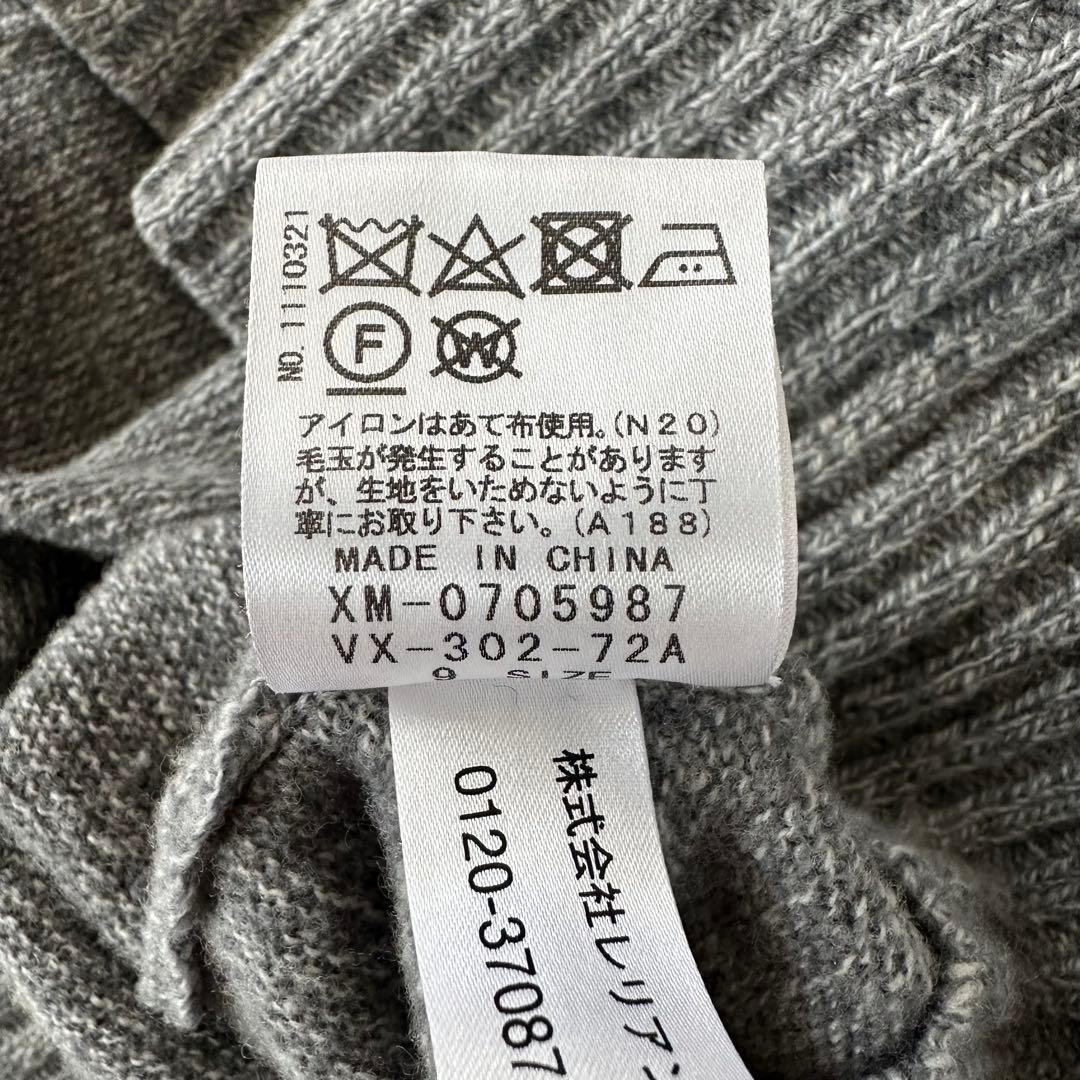 NO. 1110321
F
W
アイロンはあて布使用。(N20)
毛玉が発生することがあります
が、生地をいためないように丁
寧にお取り下さい。(A188)
MADE IN CHINA
XM-0705987
VX-302-72A
9 SIZE
株式会社レリアン
0120-37087